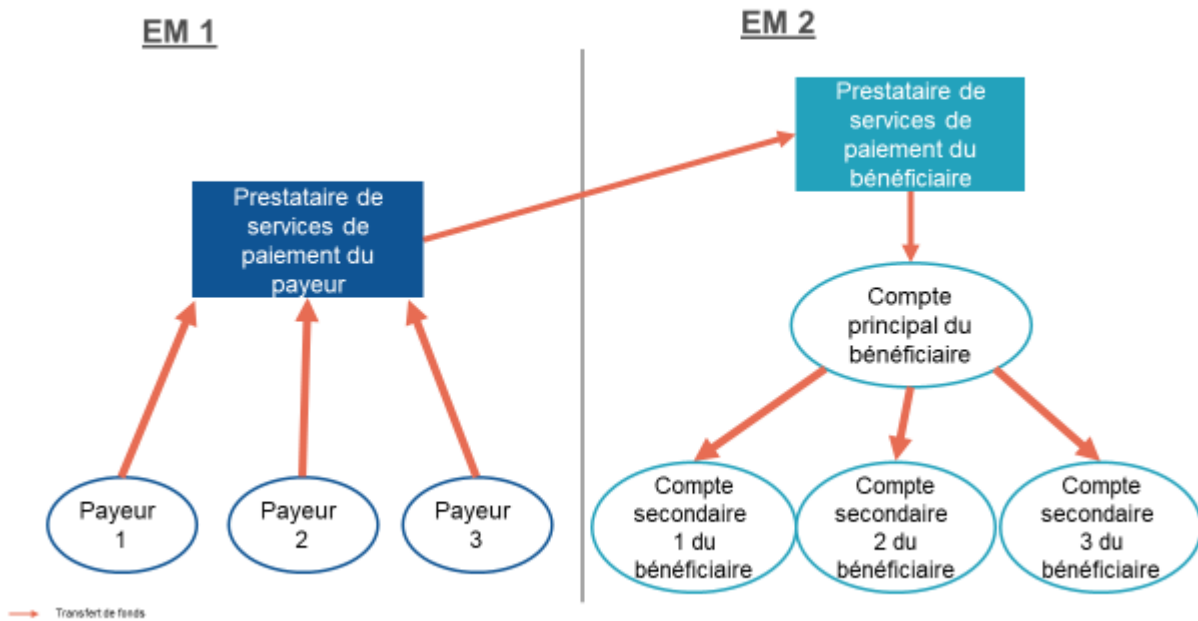 EM 1
EM 2
Prestataire de
services de
paiement du
bénéficiaire
Prestataire de
services de
paiement du
payeur
Compte
principal du
bénéficiaire
Payeur
1
Payeur
2
Payeur
3
Compte
secondaire
1 du
bénéficiaire
Compte
secondaire
2 du
bénéficiaire
Compte
secondaire
3 du
bénéficiaire
Transfert de fonds